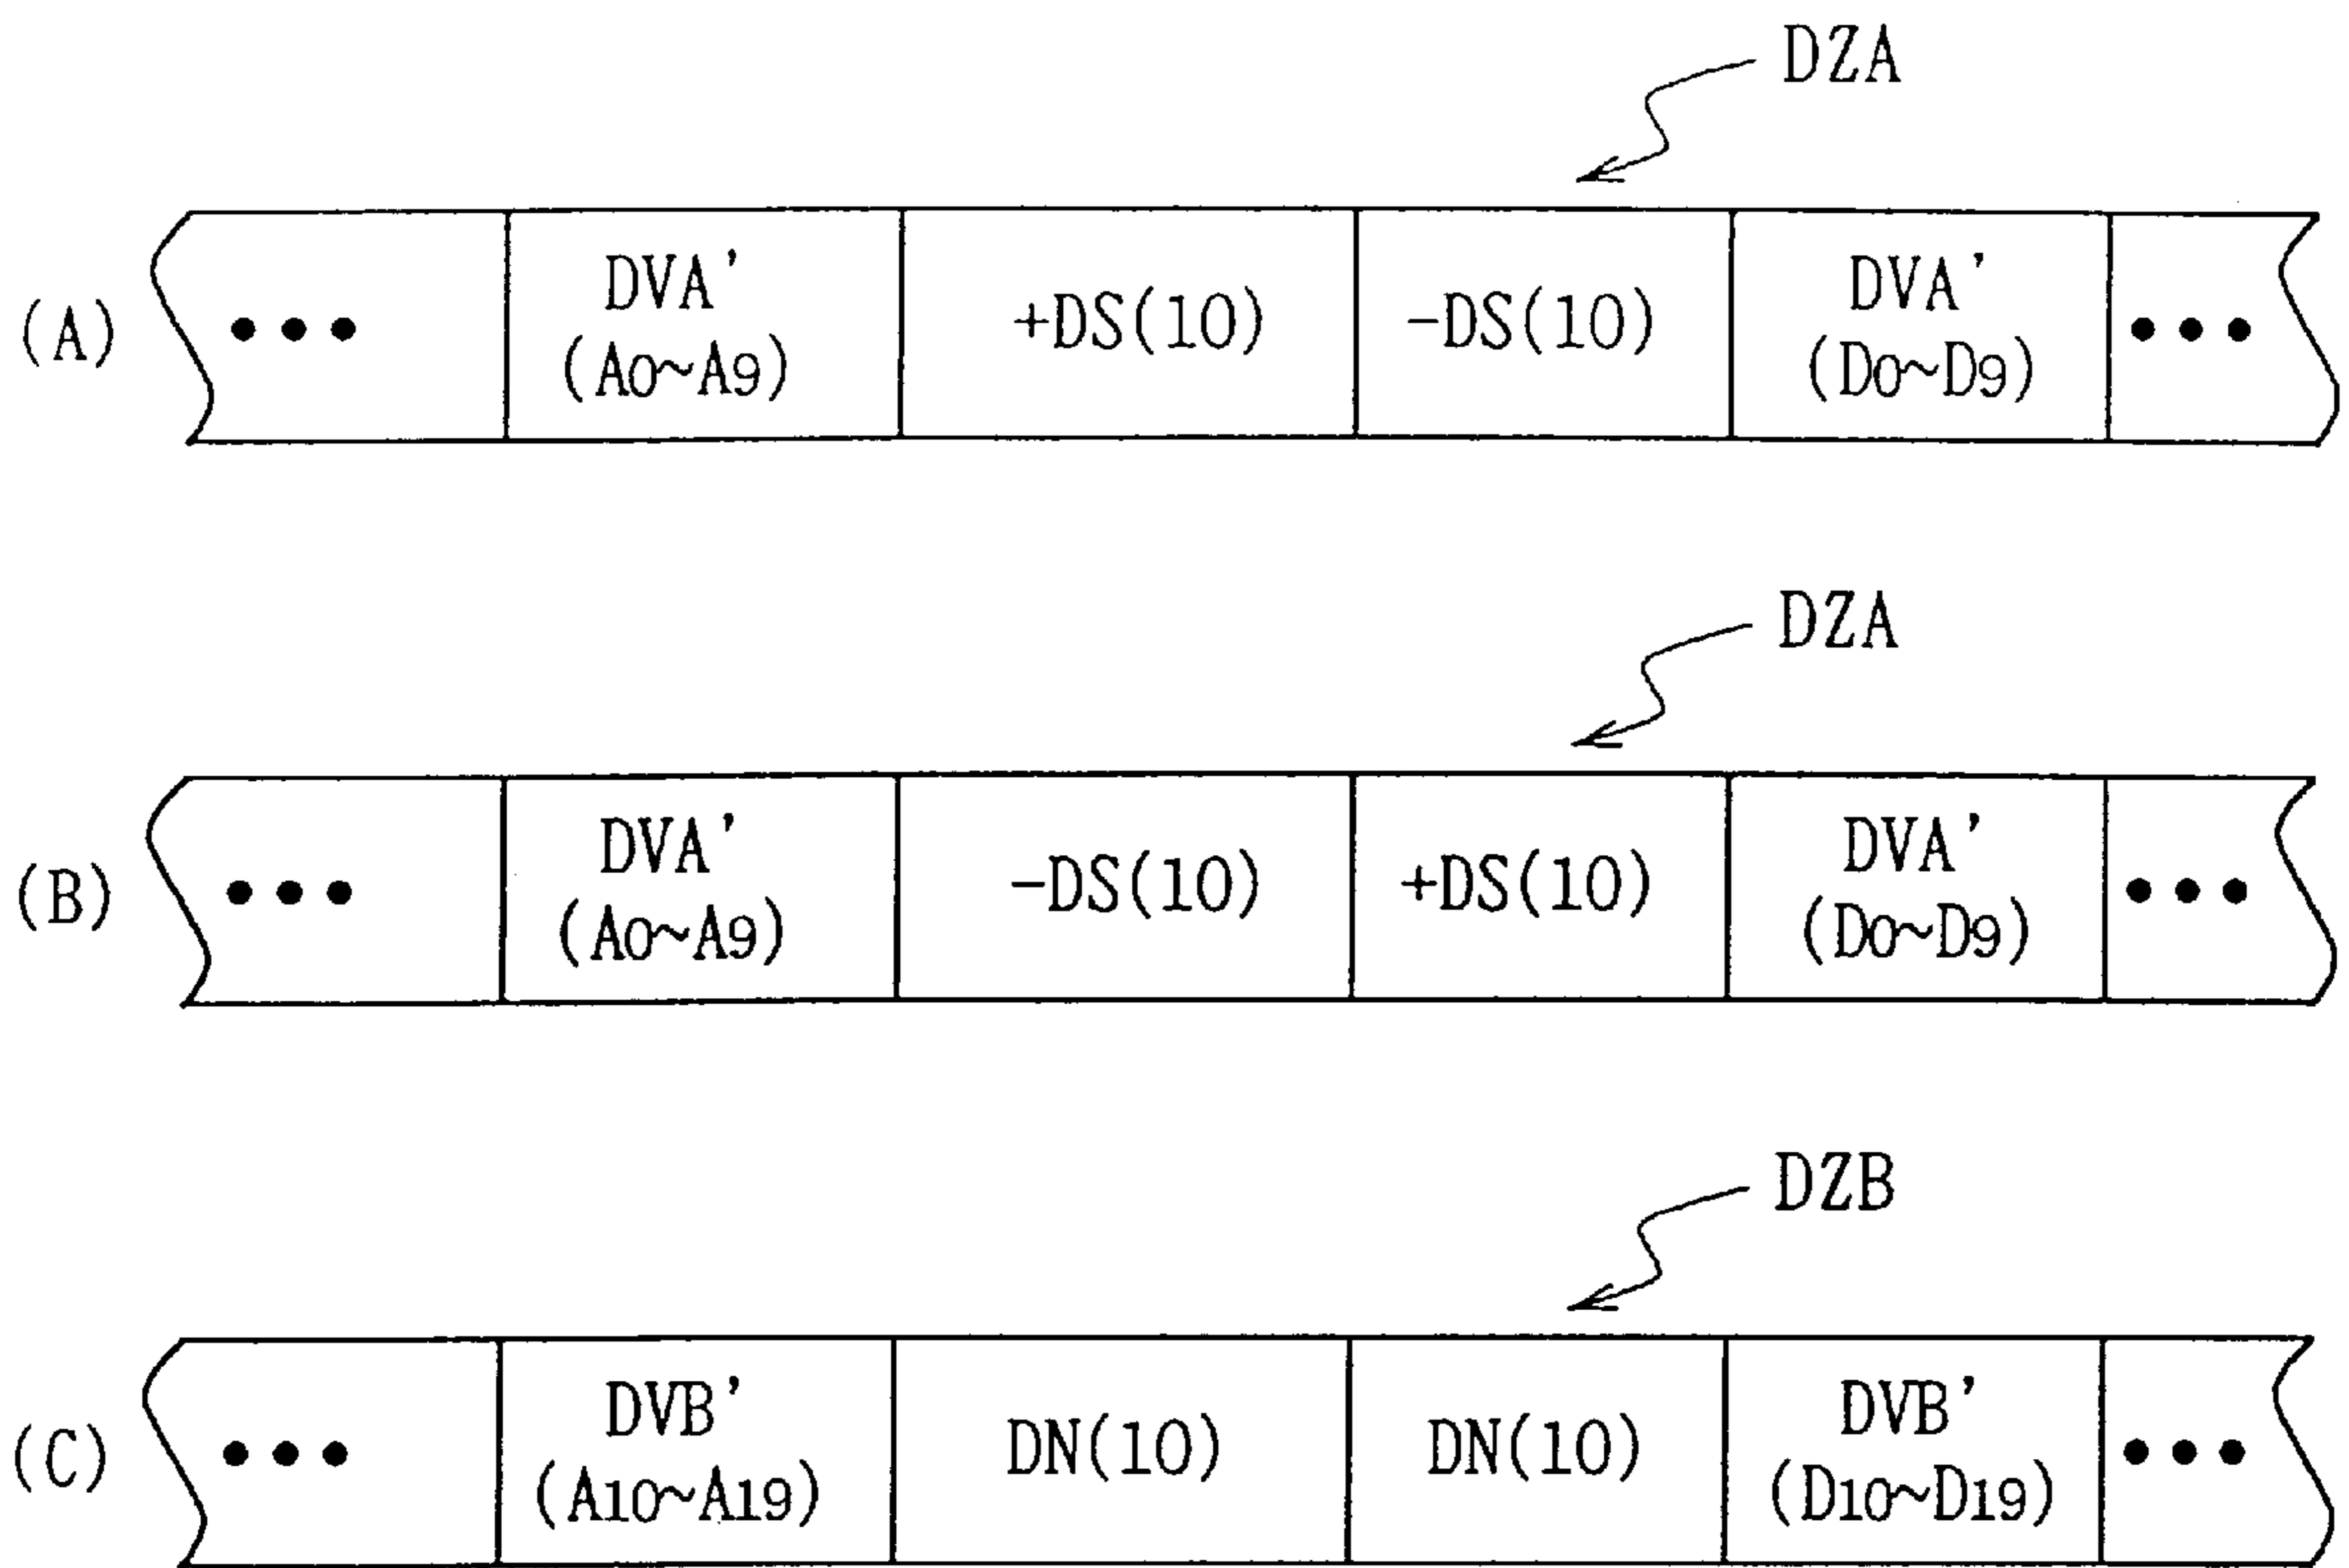 DZA
(A) ••• DVA' +DS(10) -DS(10) DVA' •••
(A0~A9) (D0~D9)
DZA
(B) ••• DVA' -DS(10) +DS(10) DVA' •••
(A0~A9) (D0~D9)
DZB
(C) ••• DVB' DN(10) DN(10) DVB' •••
(A10~A19) (D10~D19)